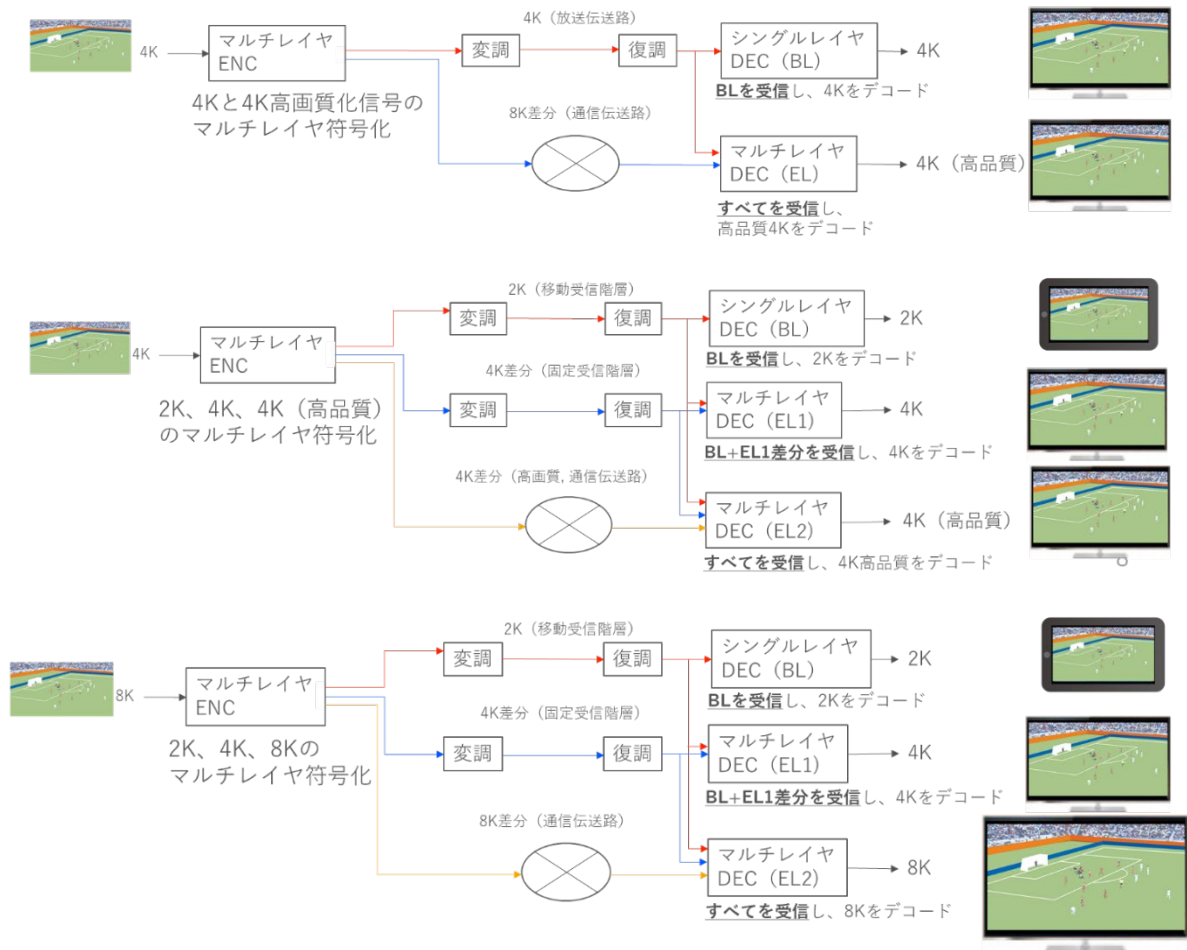 4K（放送伝送路）
4K
マルチレイヤ
ENC
変調
復調
シングルレイヤ
DEC（BL）
4K
BLを受信し、4Kをデコード
4Kと4K高画質化信号の
マルチレイヤ符号化
8K差分（通信伝送路）
マルチレイヤ
DEC（EL）
4K（高品質）
すべてを受信し、
高品質4Kをデコード
2K（移動受信階層）
4K
マルチレイヤ
ENC
変調
復調
シングルレイヤ
DEC（BL）
2K
BLを受信し、2Kをデコード
2K、4K、4K（高品質）
のマルチレイヤ符号化
4K差分（固定受信階層）
変調
復調
マルチレイヤ
DEC（EL1）
4K
BL+EL1差分を受信し、4Kをデコード
4K差分（高画質, 通信伝送路）
マルチレイヤ
DEC（EL2）
4K（高品質）
すべてを受信し、4K高品質をデコード
2K（移動受信階層）
8K
マルチレイヤ
ENC
変調
復調
シングルレイヤ
DEC（BL）
2K
BLを受信し、2Kをデコード
2K、4K、8Kの
マルチレイヤ符号化
4K差分（固定受信階層）
変調
復調
マルチレイヤ
DEC（EL1）
4K
BL+EL1差分を受信し、4Kをデコード
8K差分（通信伝送路）
マルチレイヤ
DEC（EL2）
8K
すべてを受信し、8Kをデコード